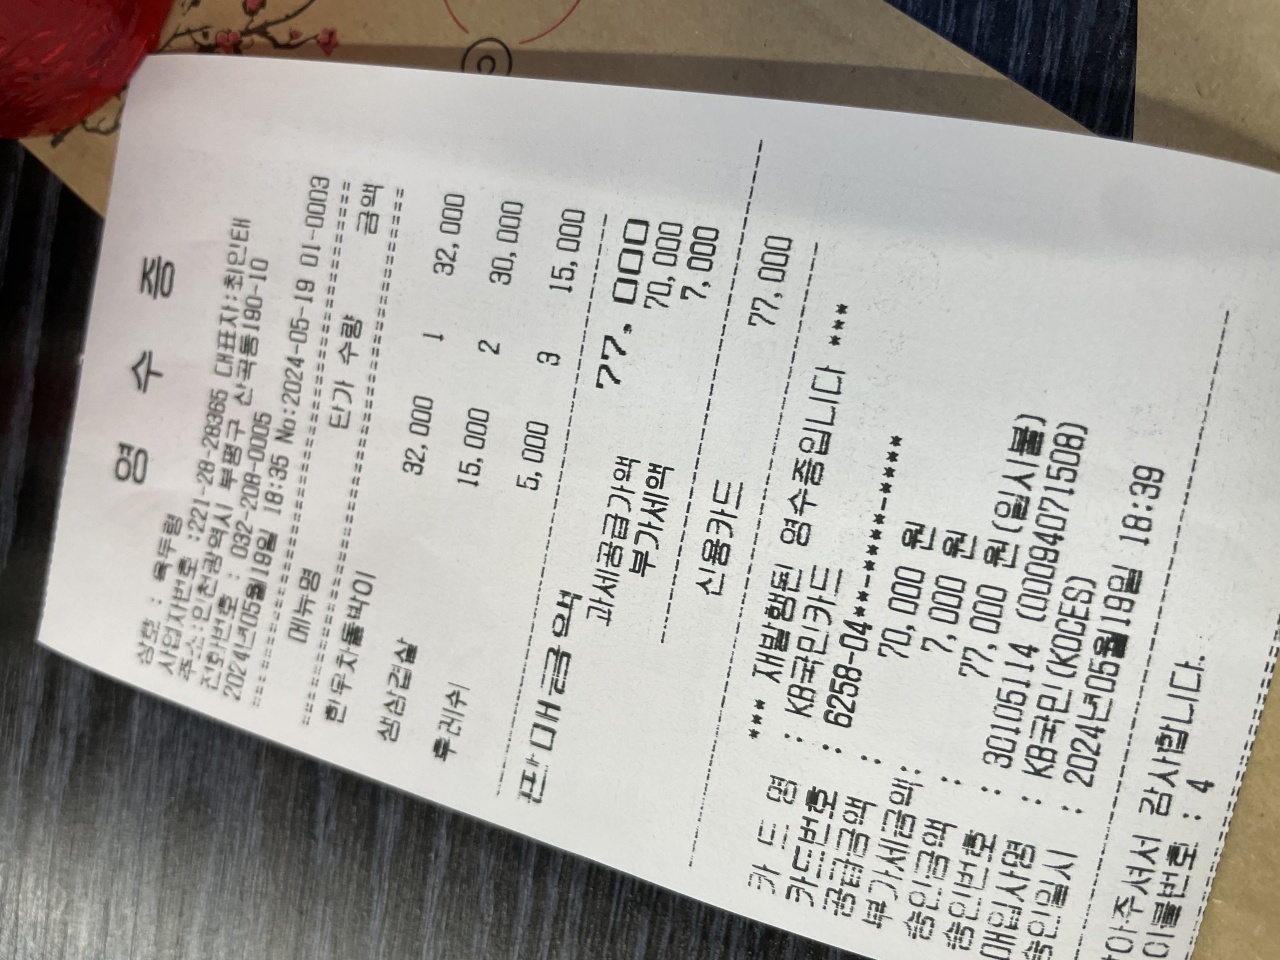 영 수 증
상호 : 옥두령
사업자번호 :221-28-28365 대표자:최인태
주소:인천광역시 부평구 산곡동180-10
전화번호 : 032-208-0005
2024년05월19일 18:35 No:2024-05-19 01-0003
메뉴명 단가 수량 금액
한우차돌박이 32,000 1 32,000
생삼겹살 15,000 2 30,000
후레쉬 5,000 3 15,000
판매금액 77,000
과세공급가액 70,000
부가세액 7,000
신용카드 77,000
*** 재발행된 영수증입니다 ***
카 드 명 : KB국민카드
카드번호 : 6258-04**-****-****
공급금액 : 70,000 원
부가세금액: 7,000 원
승인금액 : 77,000 원(일시불)
승인번호 : 30105114 (00094071508)
매입사명 : KB국민(KOCES)
승인일시 : 2024년05월19일 18:39
아주셔서 감사합니다.
이블번호 : 4